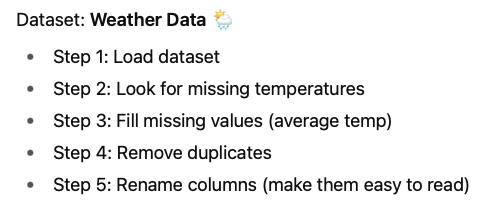 Dataset: Weather Data 🌦️
• Step 1: Load dataset
• Step 2: Look for missing temperatures
• Step 3: Fill missing values (average temp)
• Step 4: Remove duplicates
• Step 5: Rename columns (make them easy to read)